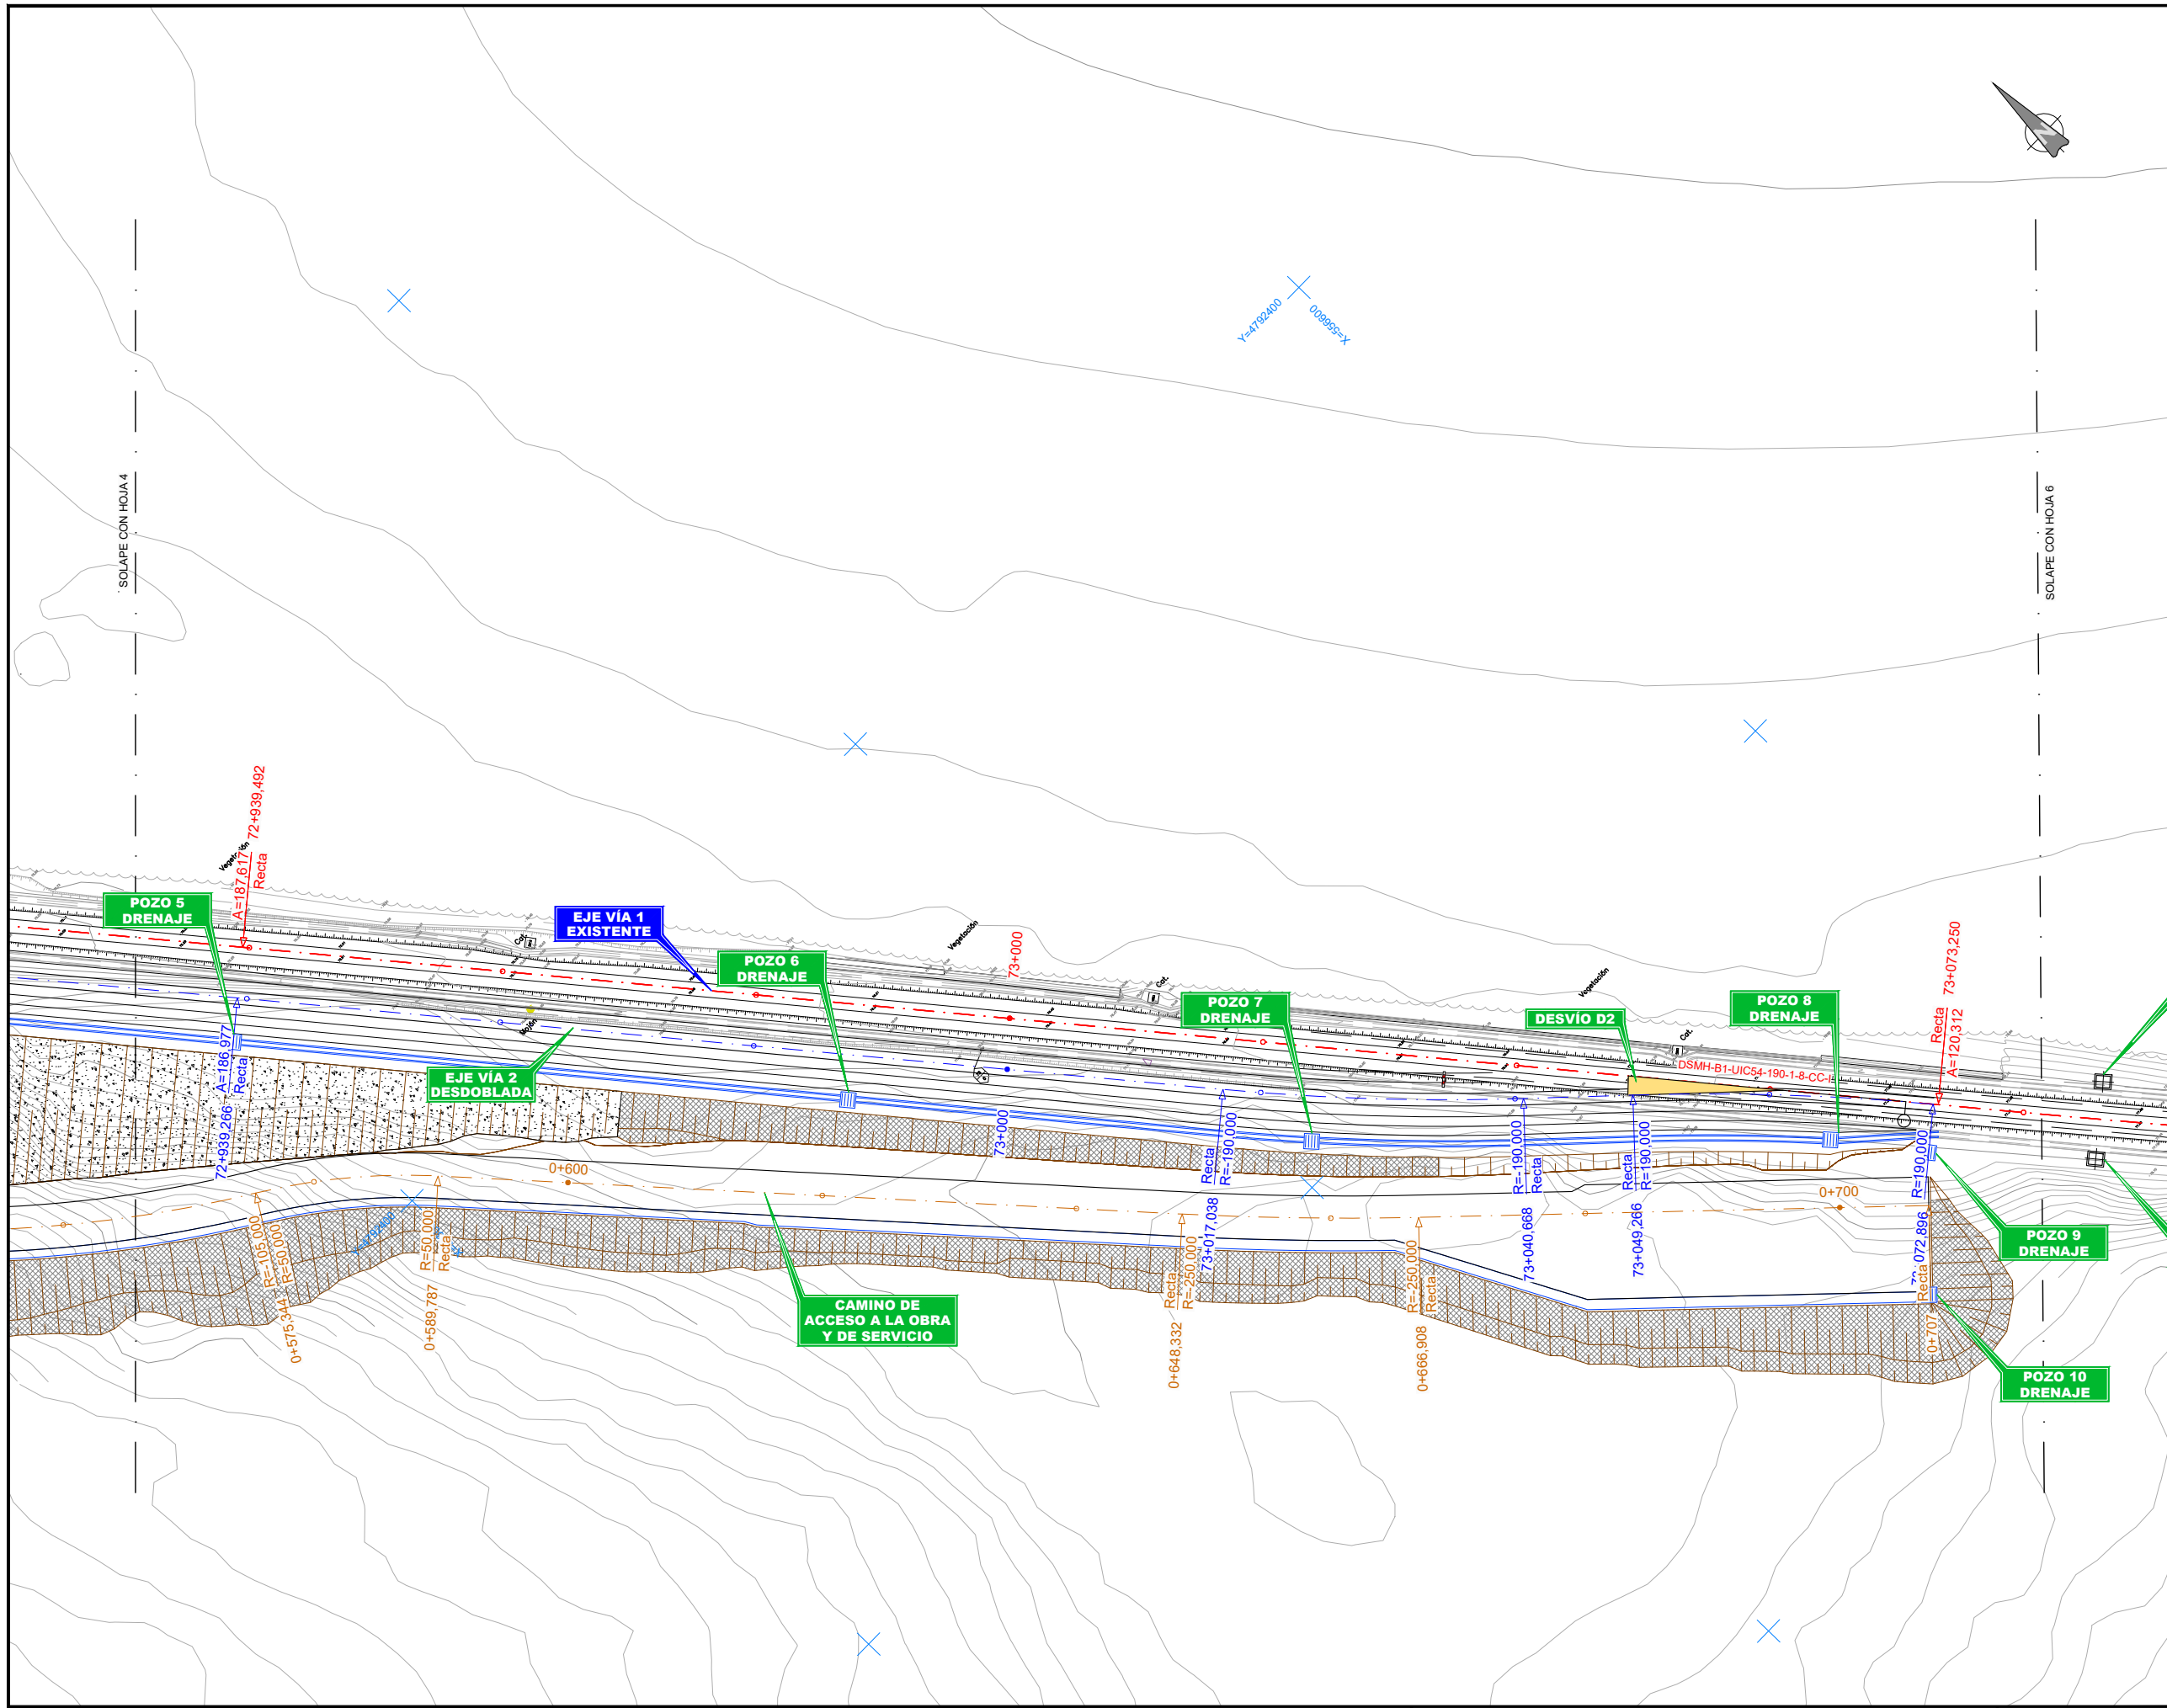 Y=4792400
X=556600
SOLAPE CON HOJA 4
SOLAPE CON HOJA 6
72+939,492
A=187,617
Recta
Vegetación
POZO 5
DRENAJE
EJE VÍA 1
EXISTENTE
Cat.
POZO 6
DRENAJE
Vegetación
73+000
Cat.
POZO 7
DRENAJE
Vegetación
DESVÍO D2
Cat.
POZO 8
DRENAJE
73+073,250
Recta
A=120,312
DSMH-B1-UIC54-190-1-8-CC-I
Mojón
EJE VÍA 2
DESDOBLADA
A=186,977
72+939,266
Recta
73+000
Recta
73+017,038
R=-190,000
R=-190,000
73+040,668
Recta
Recta
73+049,266
R=190,000
R=190,000
0+600
0+700
R=-105,000
0+575,344
R=50,000
R=50,000
0+589,787
Recta
Recta
0+648,332
R=-250,000
R=-250,000
0+666,908
Recta
Recta
CAMINO DE
ACCESO A LA OBRA
Y DE SERVICIO
POZO 9
DRENAJE
POZO 10
DRENAJE